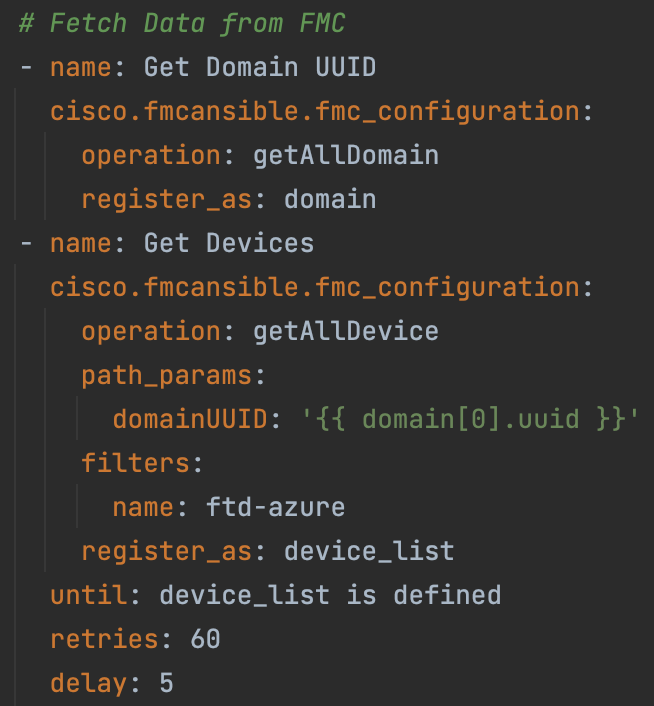 # Fetch Data from FMC
- name: Get Domain UUID
  cisco.fmcansible.fmc_configuration:
    operation: getAllDomain
    register_as: domain
- name: Get Devices
  cisco.fmcansible.fmc_configuration:
    operation: getAllDevice
    path_params:
      domainUUID: '{{ domain[0].uuid }}'
    filters:
      name: ftd-azure
    register_as: device_list
  until: device_list is defined
  retries: 60
  delay: 5